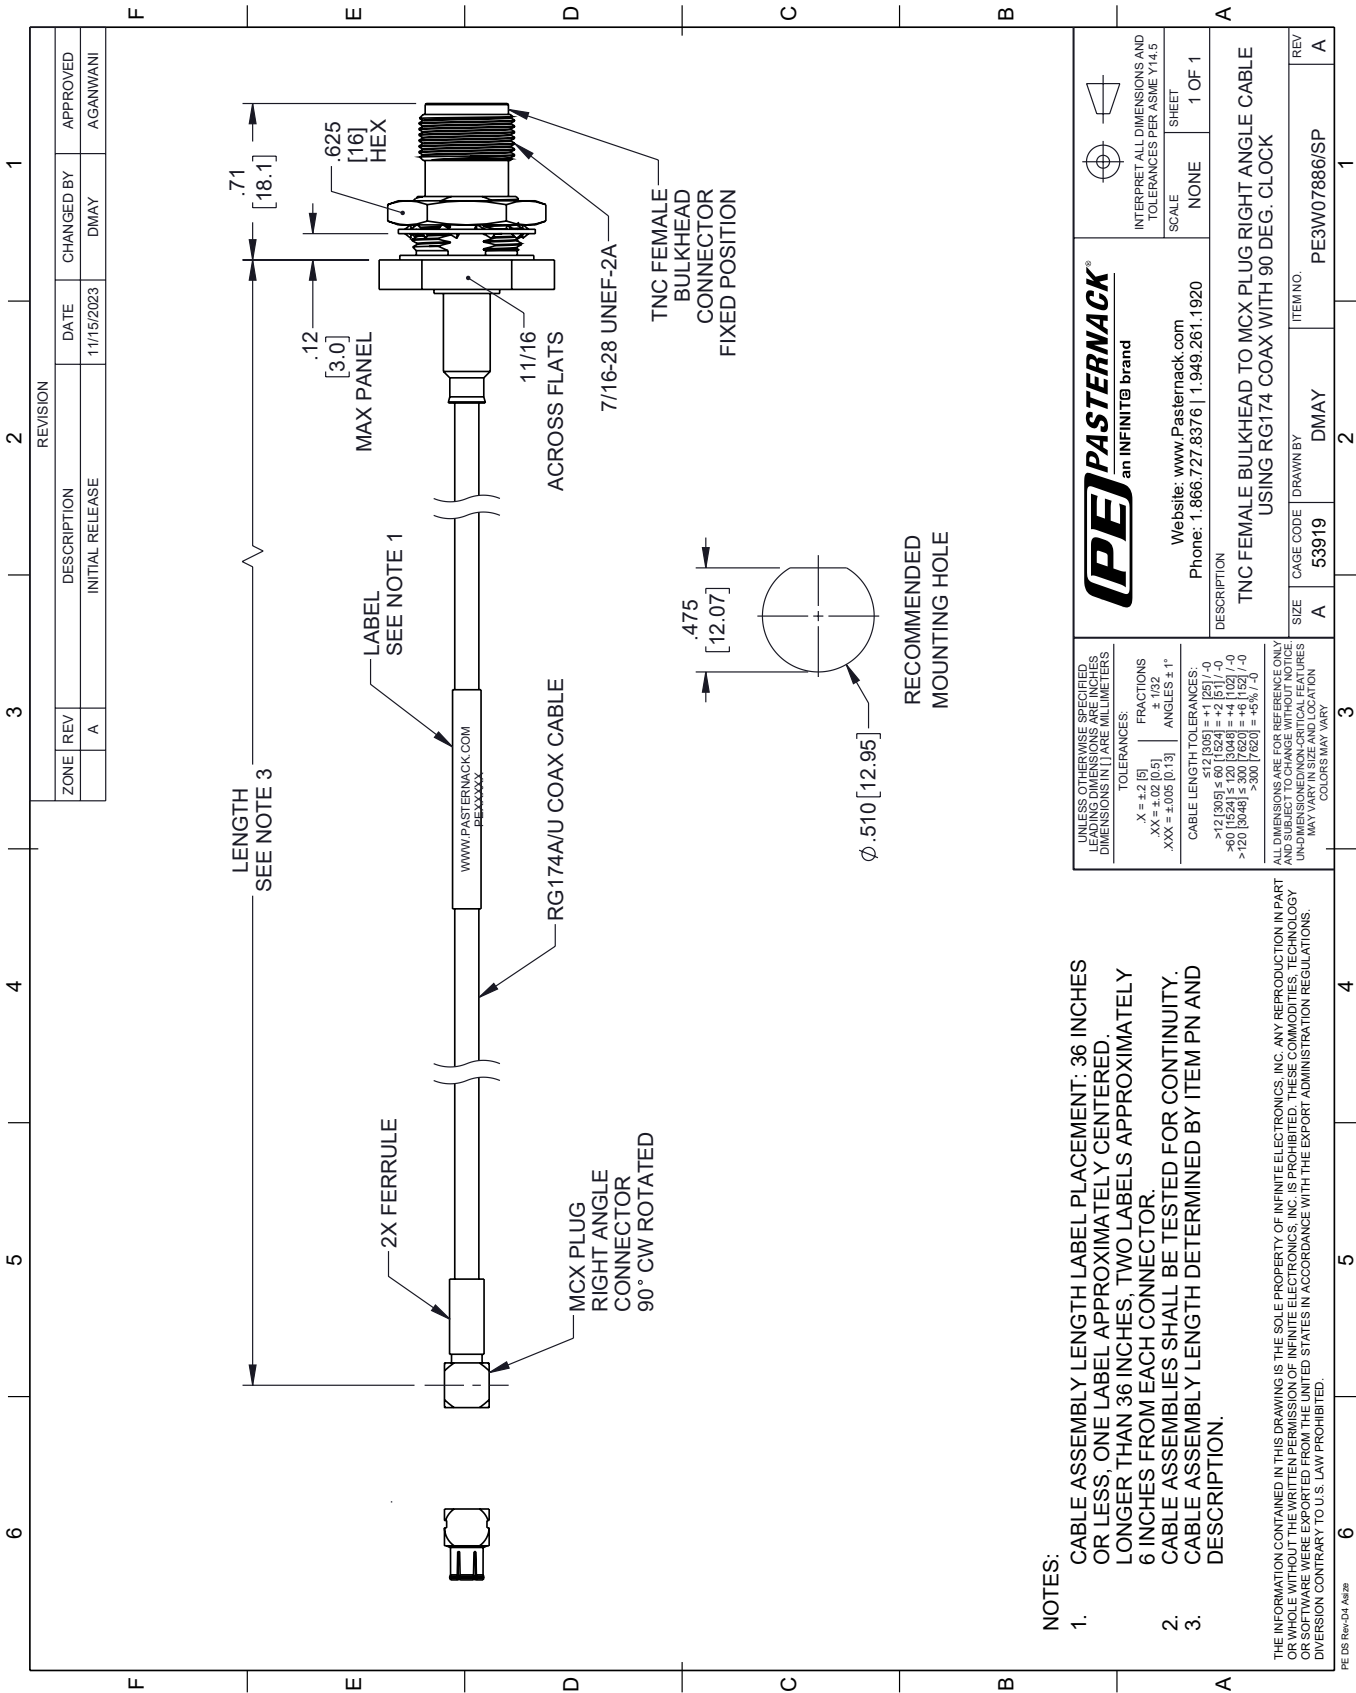 6
5
4
3
2
1
F
E
D
C
B
A
F
E
D
C
B
A
REVISION
ZONE REV DESCRIPTION DATE CHANGED BY APPROVED
A INITIAL RELEASE 11/15/2023 DMAY AGANWANI
LENGTH
SEE NOTE 3
.71
[18.1]
.12
[3.0]
MAX PANEL
.625
[16]
HEX
2X FERRULE
LABEL
SEE NOTE 1
WWW.PASTERNACK.COM
PEXXXXX
MCX PLUG
RIGHT ANGLE
CONNECTOR
90° CW ROTATED
RG174A/U COAX CABLE
11/16
ACROSS FLATS
7/16-28 UNEF-2A
TNC FEMALE
BULKHEAD
CONNECTOR
FIXED POSITION
.475
[12.07]
Ø.510 [12.95]
RECOMMENDED
MOUNTING HOLE
NOTES:
1. CABLE ASSEMBLY LENGTH LABEL PLACEMENT: 36 INCHES
OR LESS, ONE LABEL APPROXIMATELY CENTERED.
LONGER THAN 36 INCHES, TWO LABELS APPROXIMATELY
6 INCHES FROM EACH CONNECTOR.
2. CABLE ASSEMBLIES SHALL BE TESTED FOR CONTINUITY.
3. CABLE ASSEMBLY LENGTH DETERMINED BY ITEM PN AND
DESCRIPTION.
THE INFORMATION CONTAINED IN THIS DRAWING IS THE SOLE PROPERTY OF INFINITE ELECTRONICS, INC. ANY REPRODUCTION IN PART
OR WHOLE WITHOUT THE WRITTEN PERMISSION OF INFINITE ELECTRONICS, INC. IS PROHIBITED. THESE COMMODITIES, TECHNOLOGY
OR SOFTWARE WERE EXPORTED FROM THE UNITED STATES IN ACCORDANCE WITH THE EXPORT ADMINISTRATION REGULATIONS.
DIVERSION CONTRARY TO U.S. LAW PROHIBITED.
UNLESS OTHERWISE SPECIFIED
LEADING DIMENSIONS ARE INCHES
DIMENSIONS IN [ ] ARE MILLIMETERS
TOLERANCES:
.X = ±.2 [5] FRACTIONS
.XX = ±.02 [0.5] ± 1/32
.XXX = ±.005 [0.13] ANGLES ± 1°
CABLE LENGTH TOLERANCES:
≤12 [305] = +1 [25] / -0
>12 [305] ≤ 60 [1524] = +2 [51] / -0
>60 [1524] ≤ 120 [3048] = +4 [102] / -0
>120 [3048] ≤ 300 [7620] = +6 [152] / -0
>300 [7620] = +5% / -0
ALL DIMENSIONS ARE FOR REFERENCE ONLY
AND SUBJECT TO CHANGE WITHOUT NOTICE.
UN-DIMENSIONED/NON-CRITICAL FEATURES
MAY VARY IN SIZE AND LOCATION
COLORS MAY VARY
PE PASTERNACK®
an INFINIT® brand
Website: www.Pasternack.com
Phone: 1.866.727.8376 | 1.949.261.1920
INTERPRET ALL DIMENSIONS AND
TOLERANCES PER ASME Y14.5
SCALE NONE
SHEET 1 OF 1
DESCRIPTION
TNC FEMALE BULKHEAD TO MCX PLUG RIGHT ANGLE CABLE
USING RG174 COAX WITH 90 DEG. CLOCK
SIZE CAGE CODE DRAWN BY ITEM NO. REV
A 53919 DMAY PE3W07886/SP A
6
5
4
3
2
1
PE DS Rev-D4 Asize